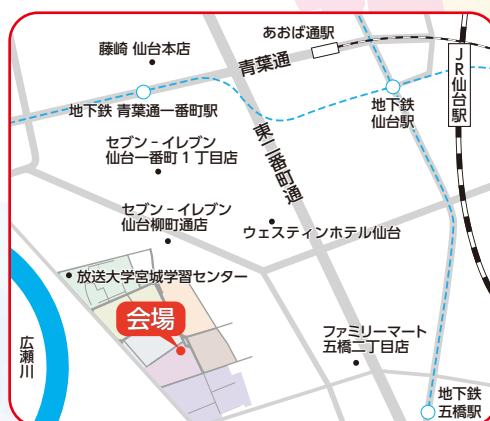 あおば通駅
藤崎 仙台本店
青葉通
JR仙台駅
地下鉄 青葉通一番町駅
地下鉄
仙台駅
東二番町通
セブン‐イレブン
仙台一番町1丁目店
セブン‐イレブン
仙台柳町通店
ウェスティンホテル仙台
放送大学宮城学習センター
会場
広瀬川
ファミリーマート
五橋二丁目店
地下鉄
五橋駅